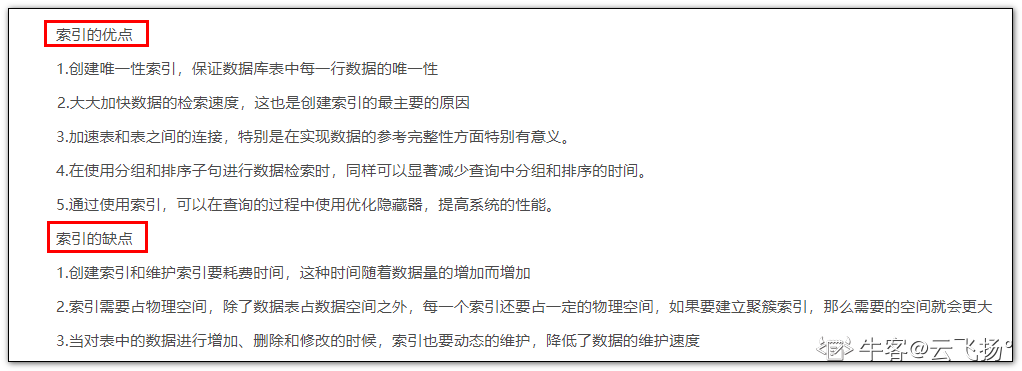 索引的优点
1.创建唯一性索引，保证数据库表中每一行数据的唯一性
2.大大加快数据的检索速度，这也是创建索引的最主要的原因
3.加速表和表之间的连接，特别是在实现数据的参考完整性方面特别有意义。
4.在使用分组和排序子句进行数据检索时，同样可以显著减少查询中分组和排序的时间。
5.通过使用索引，可以在查询的过程中使用优化隐藏器，提高系统的性能。
索引的缺点
1.创建索引和维护索引要耗费时间，这种时间随着数据量的增加而增加
2.索引需要占物理空间，除了数据表占数据空间之外，每一个索引还要占一定的物理空间，如果要建立聚簇索引，那么需要的空间就会更大
3.当对表中的数据进行增加、删除和修改的时候，索引也要动态的维护，降低了数据的维护速度
牛客@云飞扬°